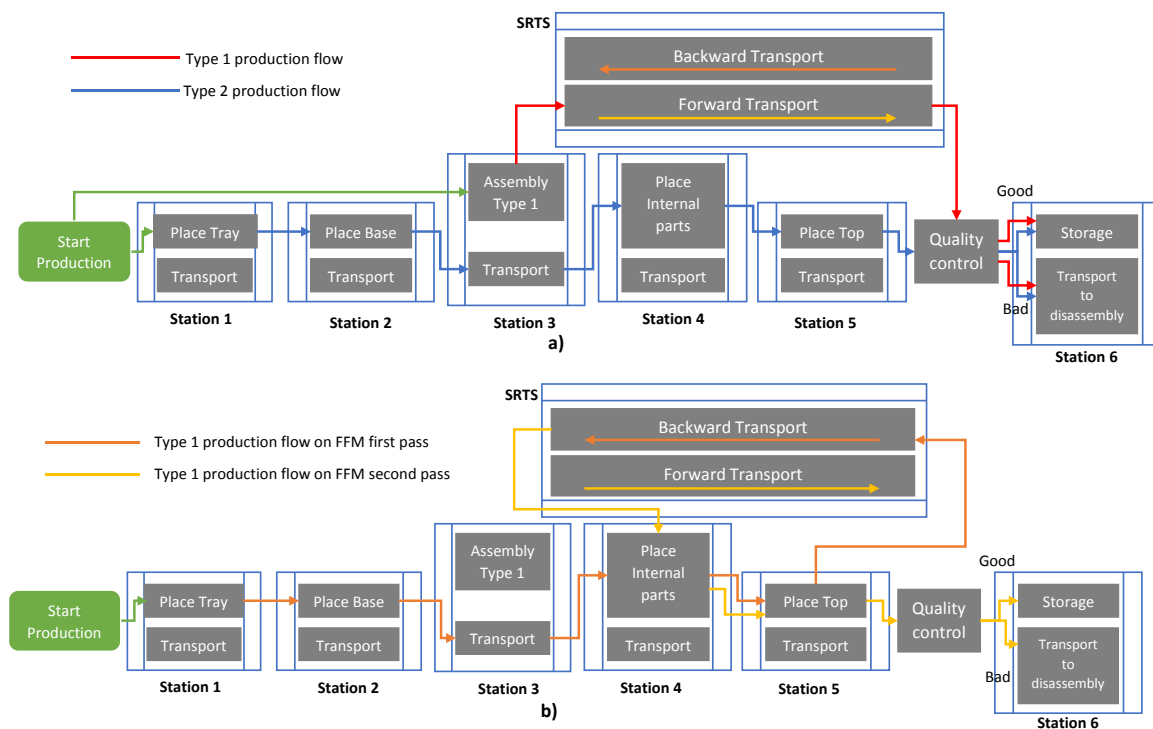 SRTS
Type 1 production flow
Type 2 production flow
Backward Transport
Forward Transport
Assembly
Type 1
Place
Internal
parts
Good
Start
Production
Place Tray
Place Base
Transport
Place Top
Quality
control
Storage
Transport
Transport
Transport
Transport
Transport
to
disassembly
Bad
Station 1
Station 2
Station 3
Station 4
Station 5
Station 6
a)
SRTS
Type 1 production flow on FFM first pass
Type 1 production flow on FFM second pass
Backward Transport
Forward Transport
Assembly
Type 1
Place
Internal
parts
Good
Start
Production
Place Tray
Place Base
Transport
Place Top
Quality
control
Storage
Transport
Transport
Transport
Transport
Transport
to
disassembly
Bad
Station 1
Station 2
Station 3
Station 4
Station 5
Station 6
b)